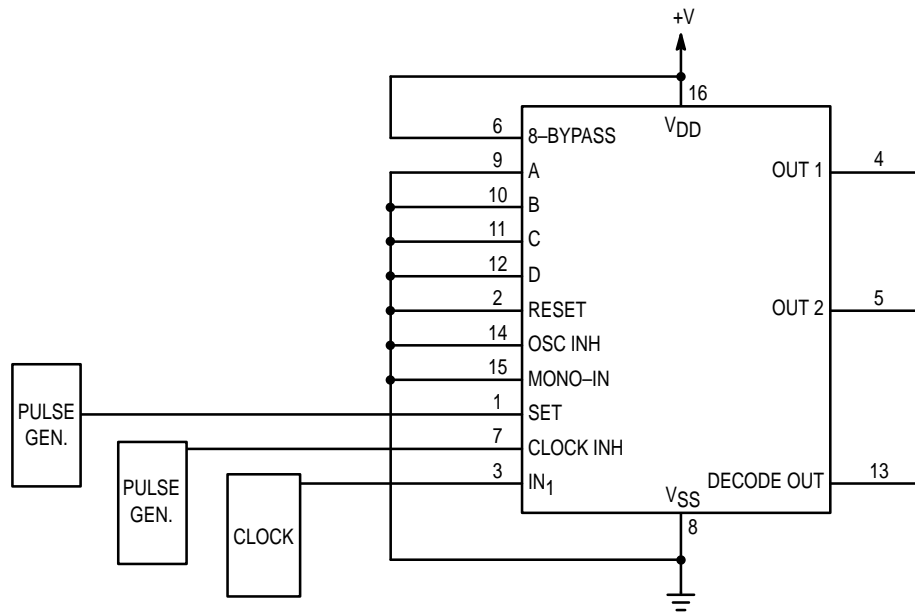 +V
16
VDD
6
8–BYPASS
9
A
OUT 1
4
10
B
11
C
12
D
2
RESET
OUT 2
5
14
OSC INH
15
MONO–IN
PULSE
GEN.
1
SET
7
CLOCK INH
PULSE
GEN.
3
IN1
DECODE OUT
13
VSS
8
CLOCK